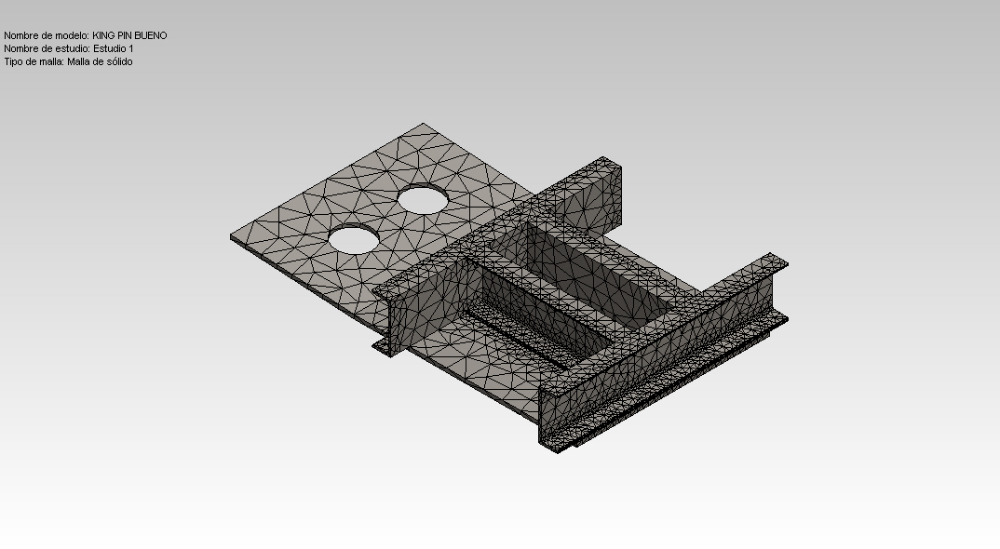 Nombre de modelo: KING PIN BUENO
Nombre de estudio: Estudio 1
Tipo de malla: Malla de sólido